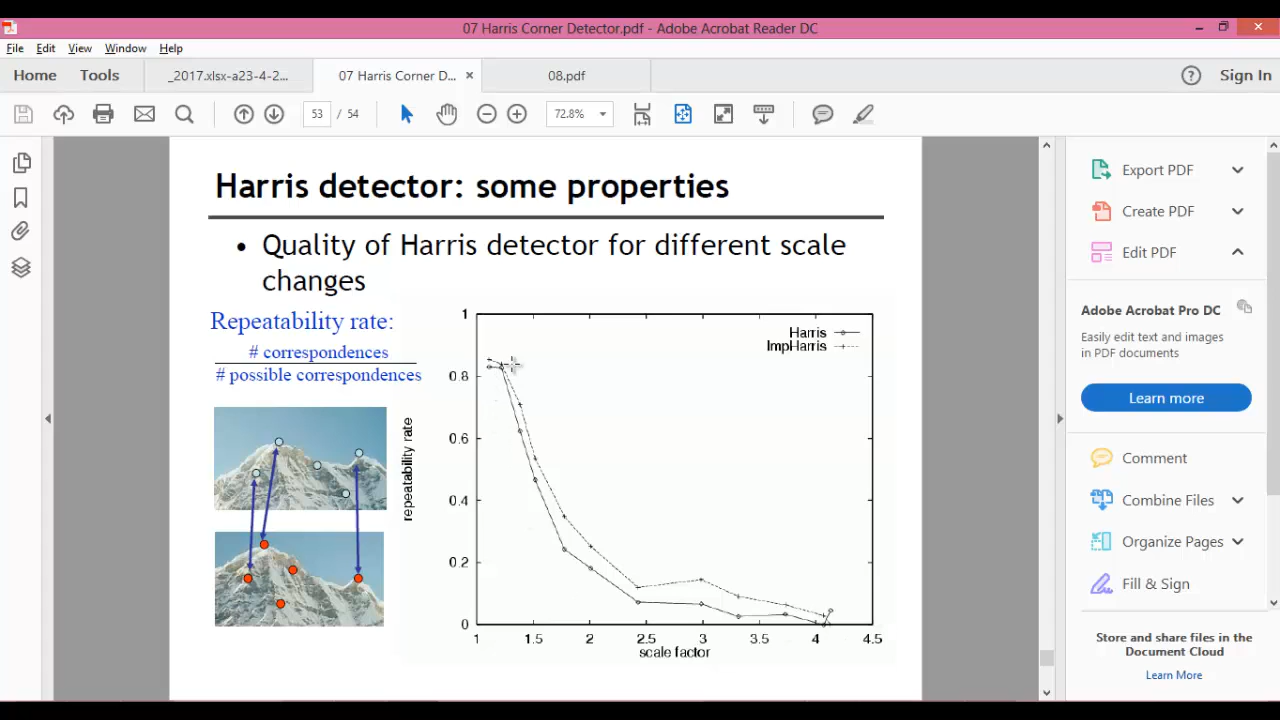 07 Harris Corner Detector.pdf - Adobe Acrobat Reader DC
File Edit View Window Help
Home Tools _2017.xlsx-a23-4-2... 07 Harris Corner D... × 08.pdf Sign In
53 / 54 72.8%
Harris detector: some properties
• Quality of Harris detector for different scale
changes
Repeatability rate:
# correspondences
# possible correspondences
Harris
ImpHarris
1
0.8
0.6
0.4
0.2
0
repeatability rate
1 1.5 2 2.5 3 3.5 4 4.5
scale factor
Export PDF
Create PDF
Edit PDF
Adobe Acrobat Pro DC
Easily edit text and images
in PDF documents
Learn more
Comment
Combine Files
Organize Pages
Fill & Sign
Store and share files in the
Document Cloud
Learn More